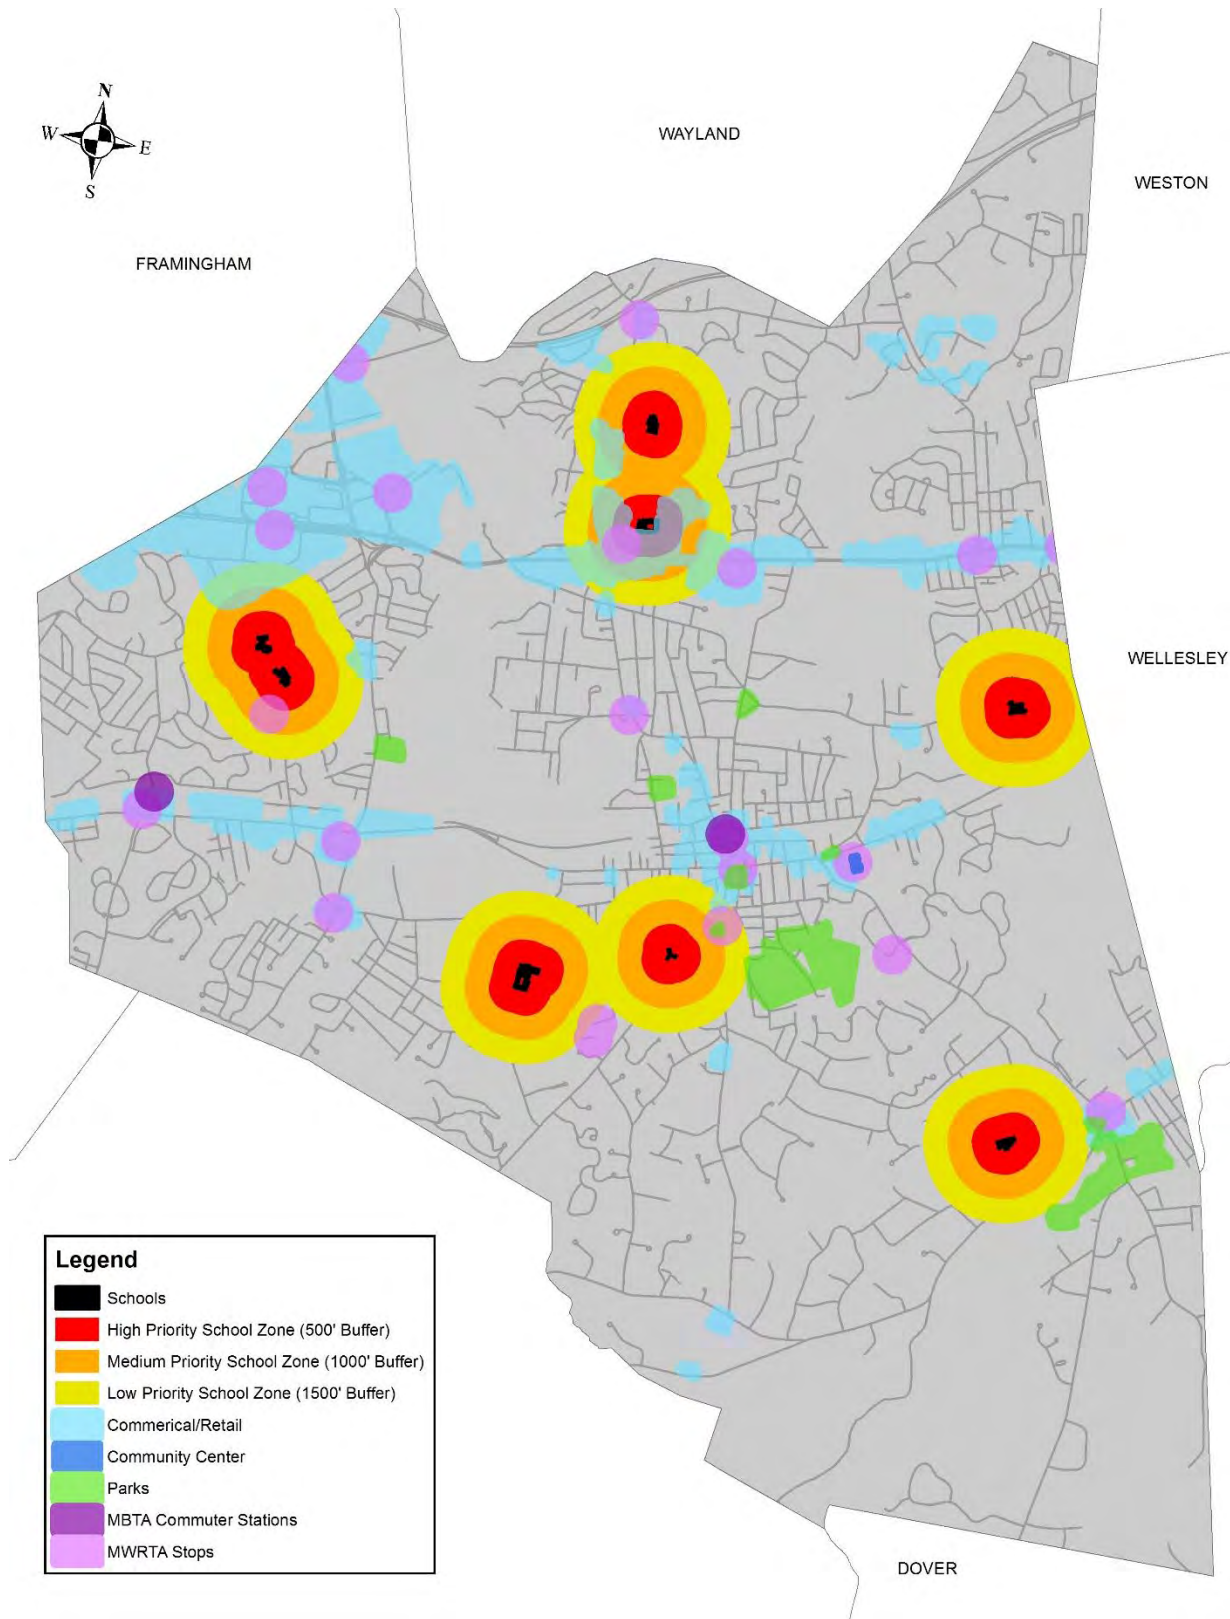 N
W
E
S
WAYLAND
WESTON
FRAMINGHAM
WELLESLEY
Legend
Schools
High Priority School Zone (500' Buffer)
Medium Priority School Zone (1000' Buffer)
Low Priority School Zone (1500' Buffer)
Commerical/Retail
Community Center
Parks
MBTA Commuter Stations
MWRTA Stops
DOVER